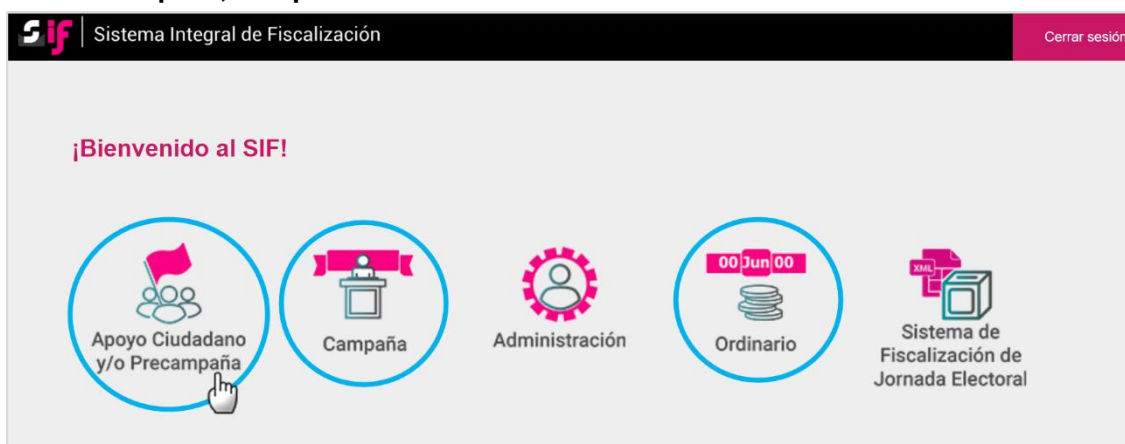 sif Sistema Integral de Fiscalización
Cerrar sesión
¡Bienvenido al SIF!
Apoyo Ciudadano
y/o Precampaña
Campaña
Administración
00 Jun 00
Ordinario
XML
Sistema de
Fiscalización de
Jornada Electoral